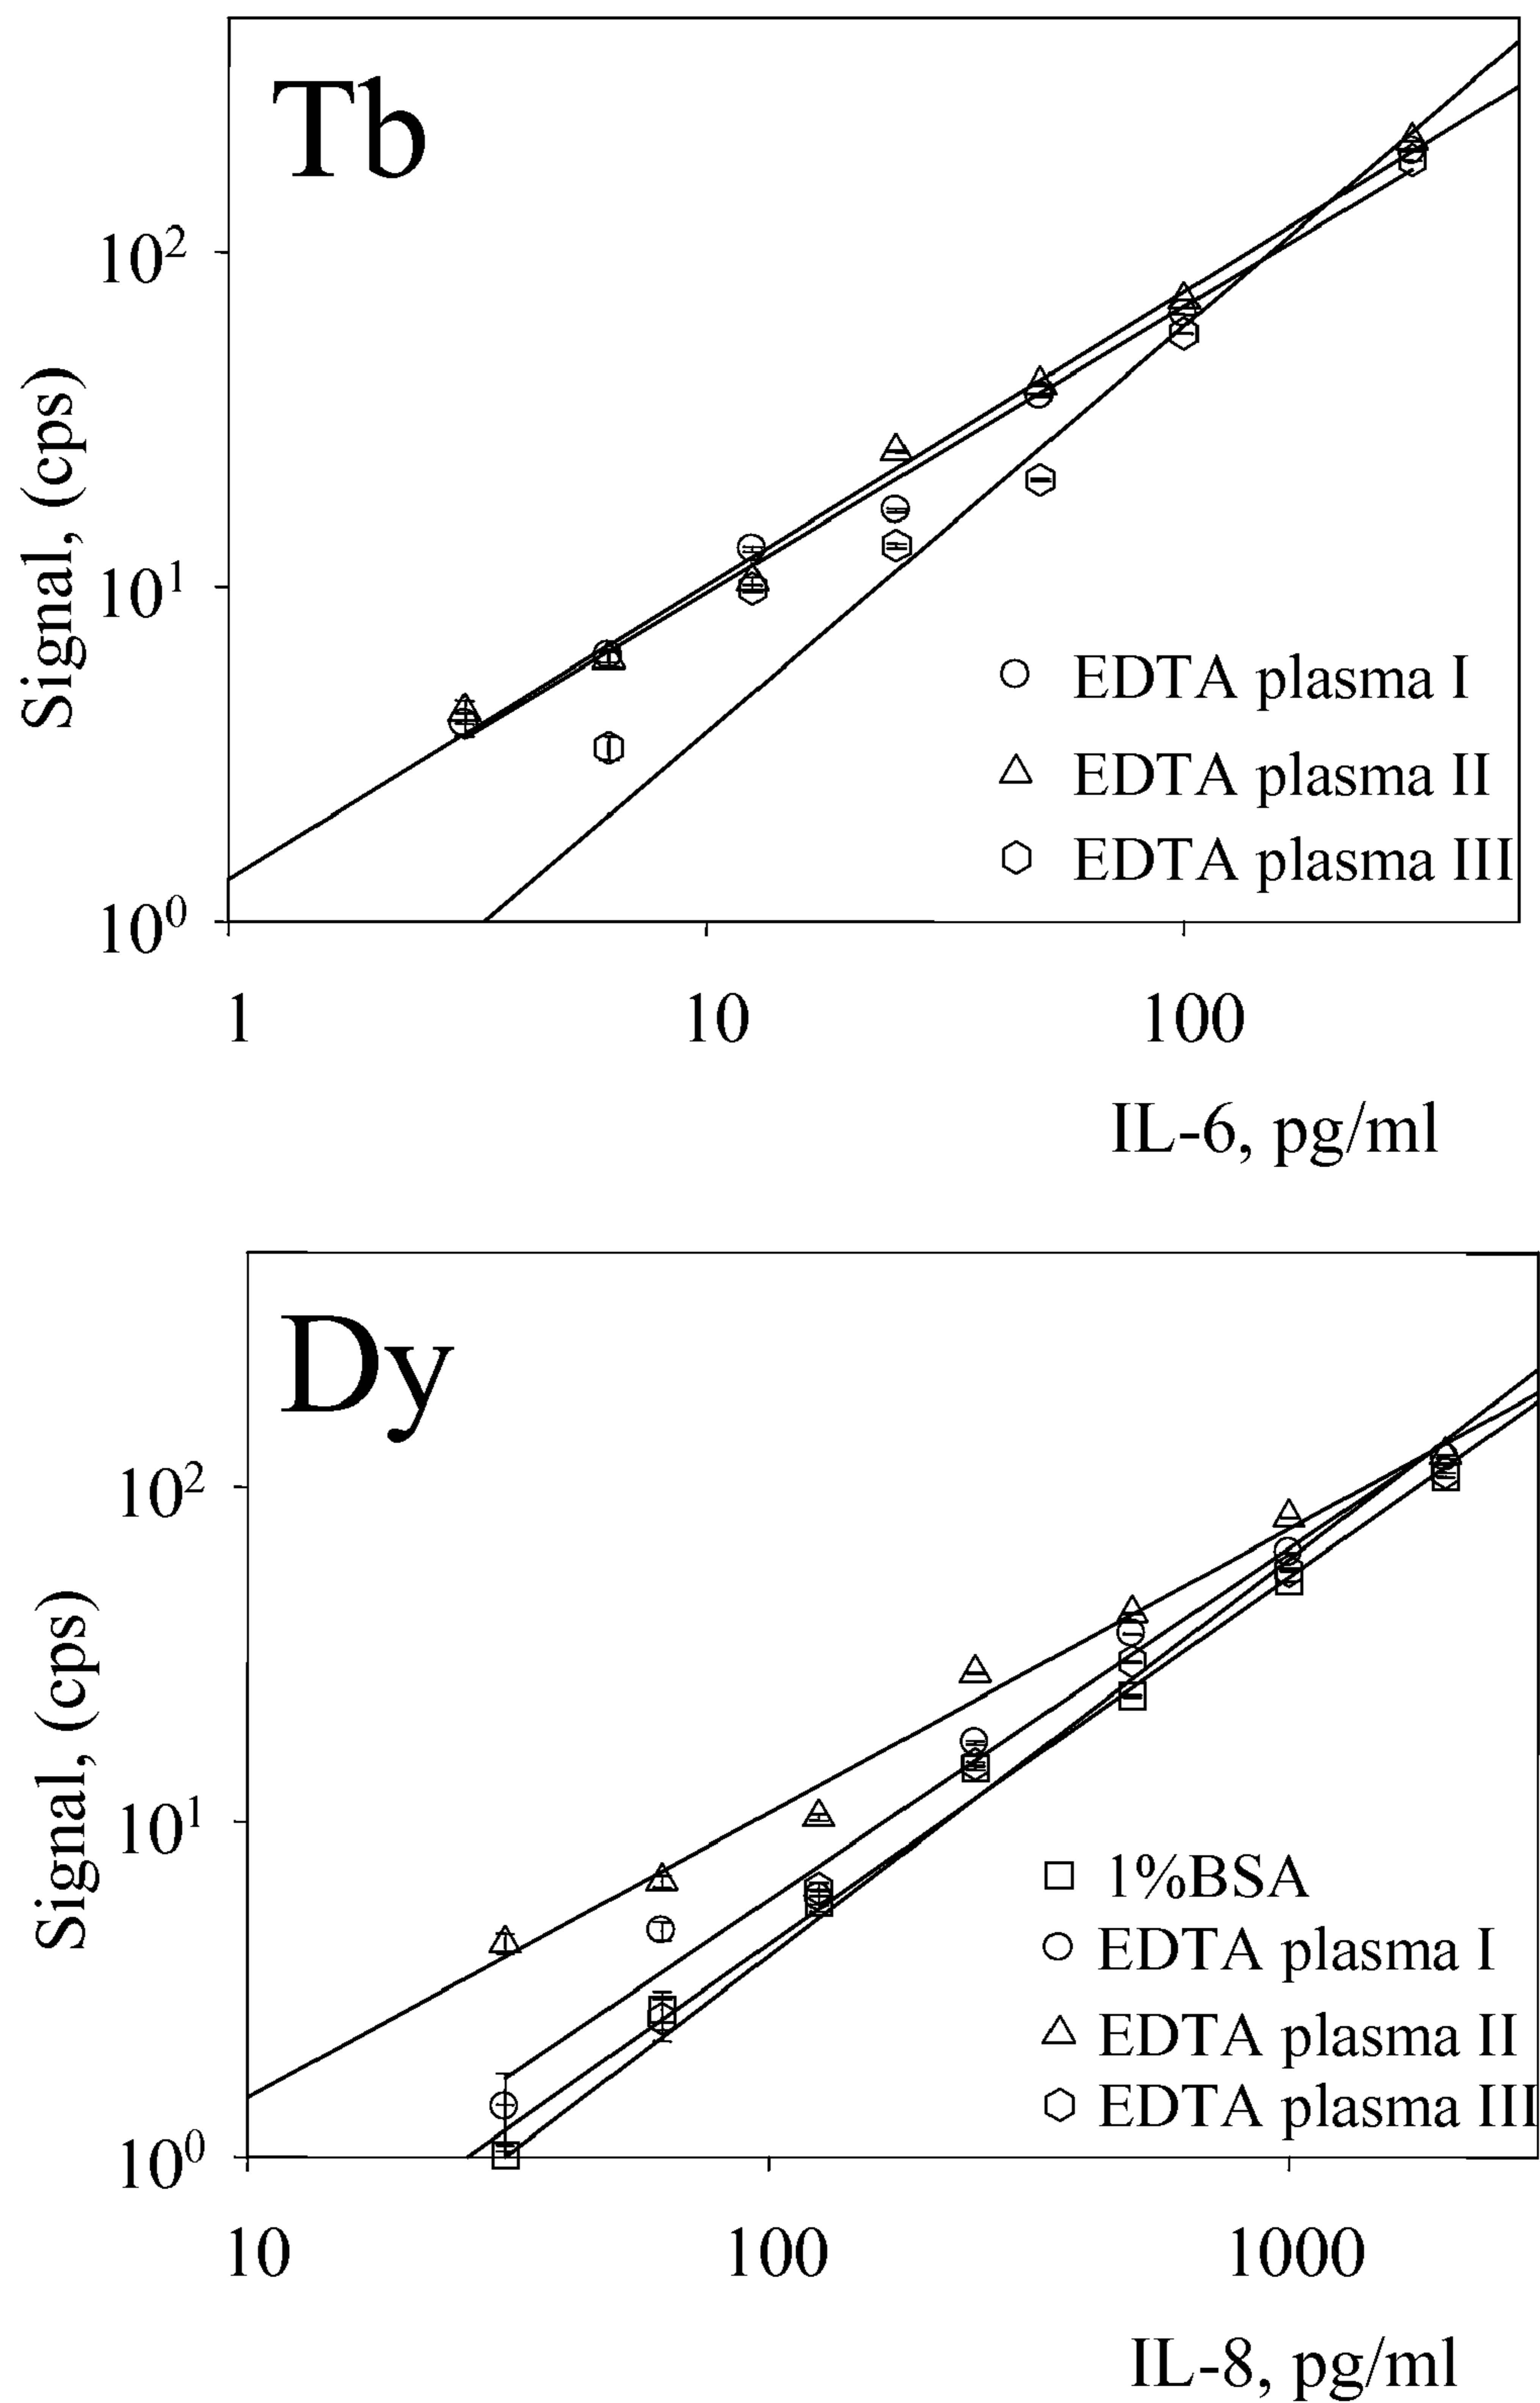 Tb
10²
10¹
10⁰
Signal, (cps)
EDTA plasma I
EDTA plasma II
EDTA plasma III
1 10 100
IL-6, pg/ml
Dy
10²
10¹
10⁰
Signal, (cps)
1%BSA
EDTA plasma I
EDTA plasma II
EDTA plasma III
10 100 1000
IL-8, pg/ml